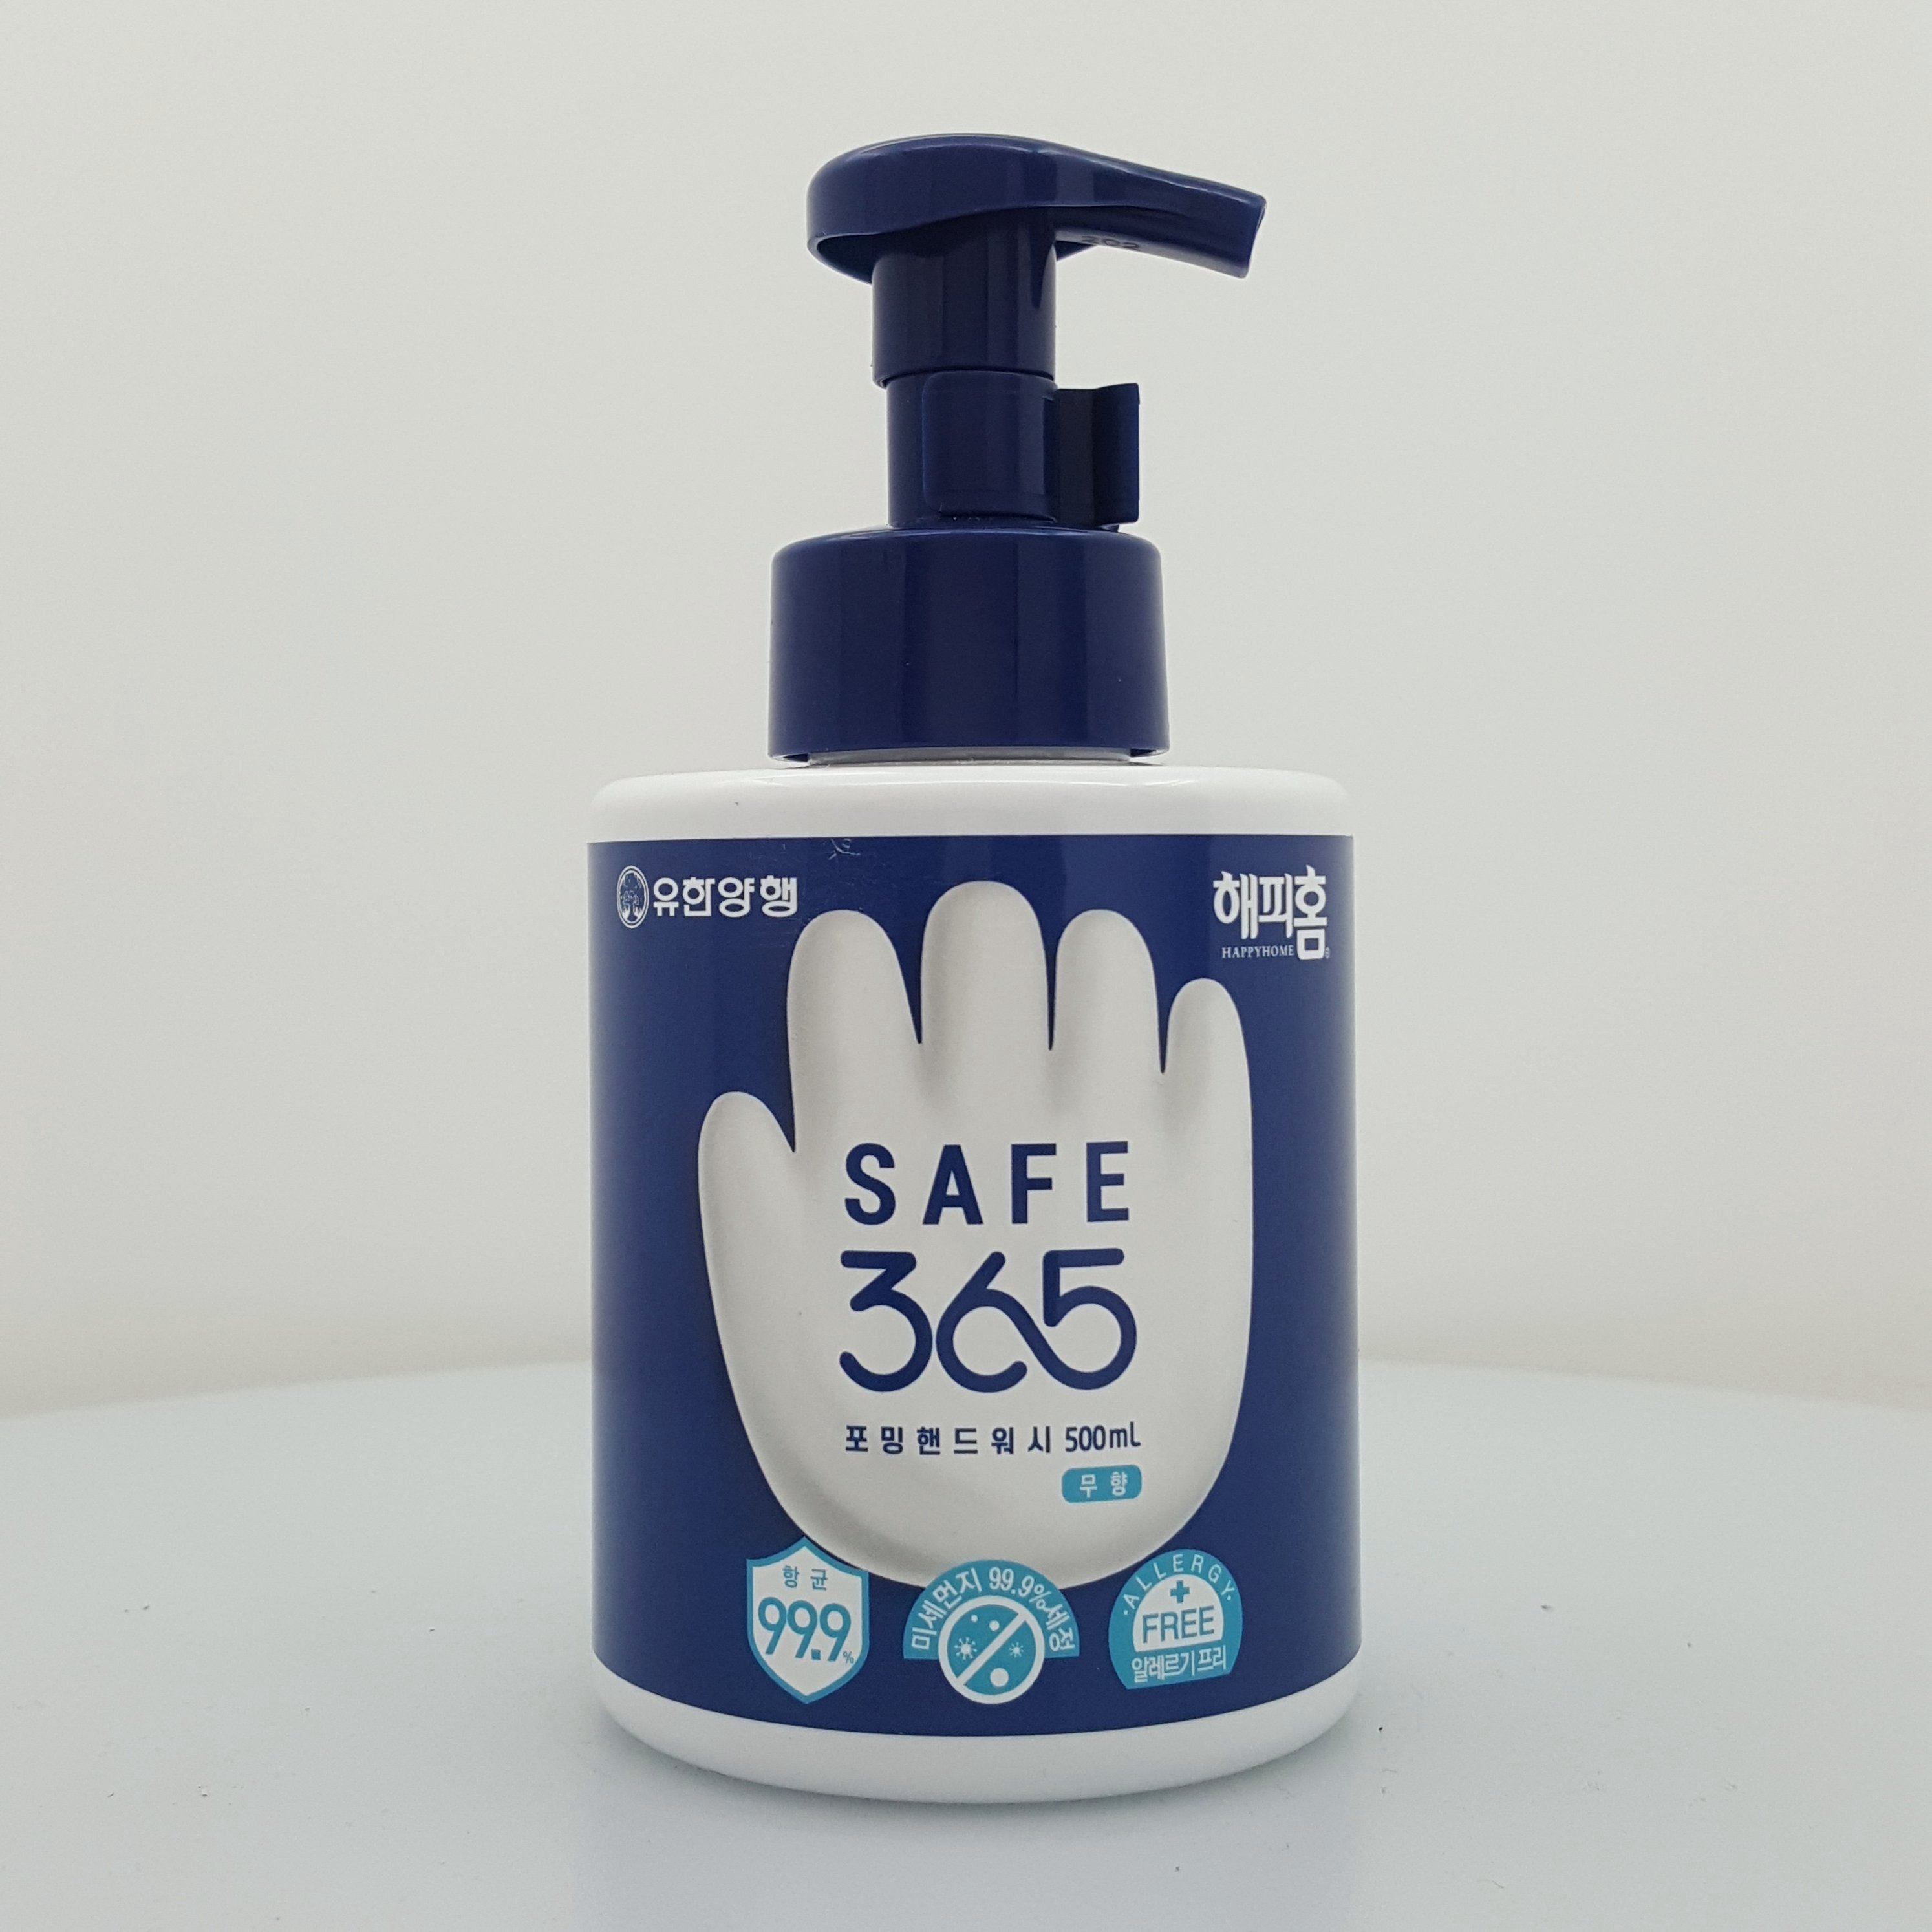 유한양행
해피홈
HAPPYHOME
SAFE
365
포밍핸드워시 500mL
무향
항균
99.9%
미세먼지 99.9%세정
ALLERGY
FREE
알레르기 프리